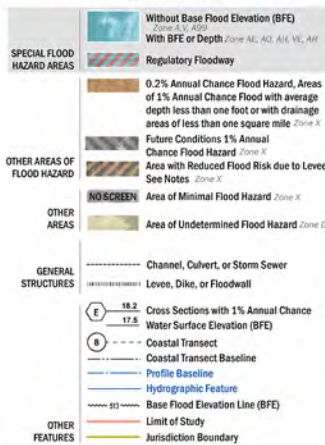 Without Base Flood Elevation (BFE)
Zone A,V, A99
With BFE or Depth Zone AE, AO, AH, VE, AR
SPECIAL FLOOD
HAZARD AREAS
Regulatory Floodway
0.2% Annual Chance Flood Hazard, Areas
of 1% Annual Chance Flood with average
depth less than one foot or with drainage
areas of less than one square mile Zone X
Future Conditions 1% Annual
Chance Flood Hazard Zone X
OTHER AREAS OF
FLOOD HAZARD
Area with Reduced Flood Risk due to Levee
See Notes Zone X
NO SCREEN Area of Minimal Flood Hazard Zone X
OTHER
AREAS
Area of Undetermined Flood Hazard Zone D
GENERAL
STRUCTURES
Channel, Culvert, or Storm Sewer
Levee, Dike, or Floodwall
E 18.2 Cross Sections with 1% Annual Chance
17.5 Water Surface Elevation (BFE)
8 Coastal Transect
Coastal Transect Baseline
Profile Baseline
Hydrographic Feature
513 Base Flood Elevation Line (BFE)
OTHER
FEATURES
Limit of Study
Jurisdiction Boundary